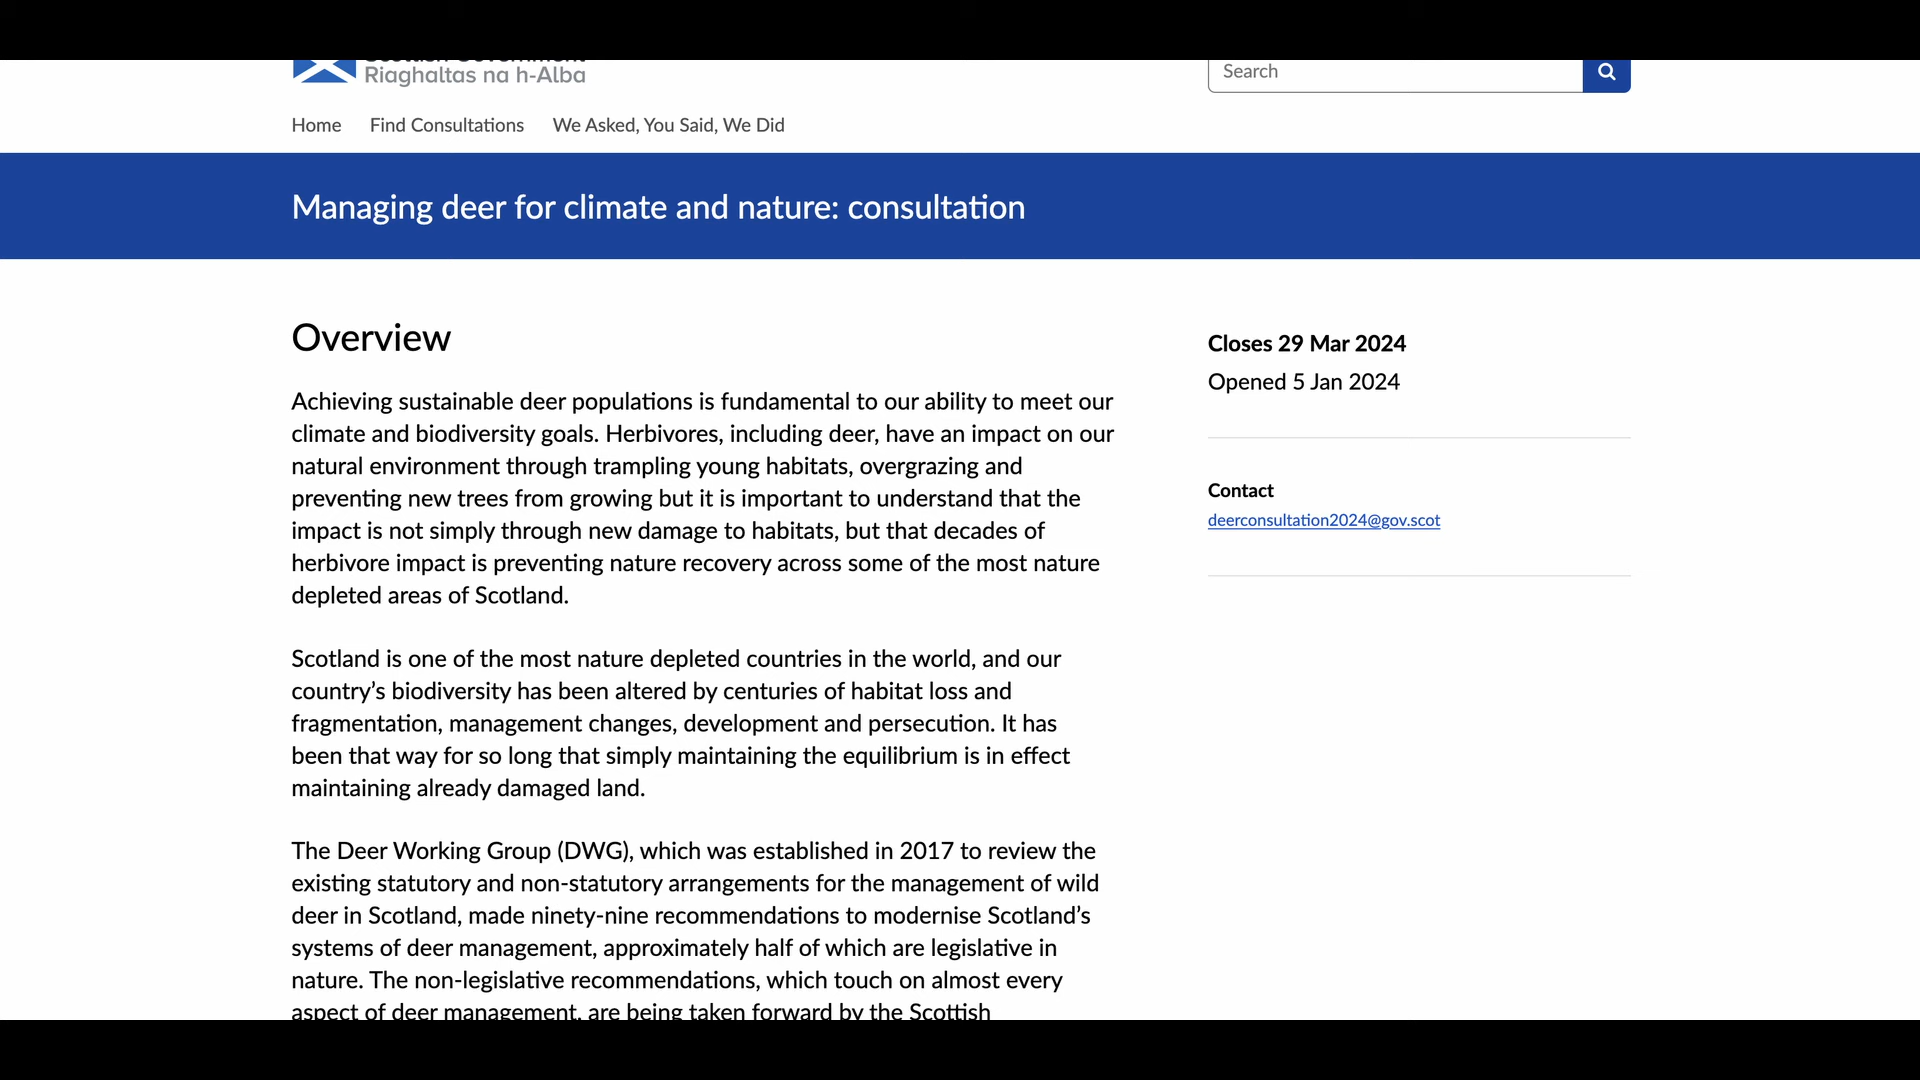 Scottish Government
Riaghaltas na h-Alba
Search
Home Find Consultations We Asked, You Said, We Did
Managing deer for climate and nature: consultation
Overview
Achieving sustainable deer populations is fundamental to our ability to meet our
climate and biodiversity goals. Herbivores, including deer, have an impact on our
natural environment through trampling young habitats, overgrazing and
preventing new trees from growing but it is important to understand that the
impact is not simply through new damage to habitats, but that decades of
herbivore impact is preventing nature recovery across some of the most nature
depleted areas of Scotland.
Scotland is one of the most nature depleted countries in the world, and our
country’s biodiversity has been altered by centuries of habitat loss and
fragmentation, management changes, development and persecution. It has
been that way for so long that simply maintaining the equilibrium is in effect
maintaining already damaged land.
The Deer Working Group (DWG), which was established in 2017 to review the
existing statutory and non-statutory arrangements for the management of wild
deer in Scotland, made ninety-nine recommendations to modernise Scotland’s
systems of deer management, approximately half of which are legislative in
nature. The non-legislative recommendations, which touch on almost every
aspect of deer management, are being taken forward by the Scottish
Closes 29 Mar 2024
Opened 5 Jan 2024
Contact
deerconsultation2024@gov.scot